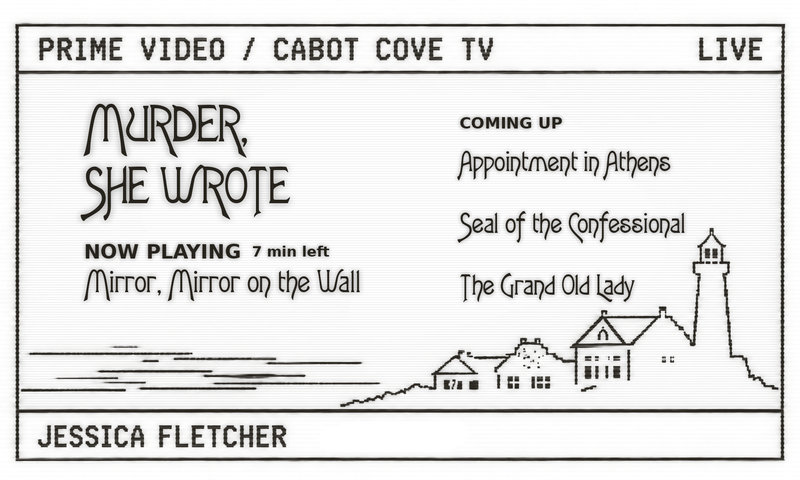 PRIME VIDEO / CABOT COVE TV
LIVE
MURDER,
SHE WROTE
NOW PLAYING 7 min left
Mirror, Mirror on the Wall
COMING UP
Appointment in Athens
Seal of the Confessional
The Grand Old Lady
JESSICA FLETCHER